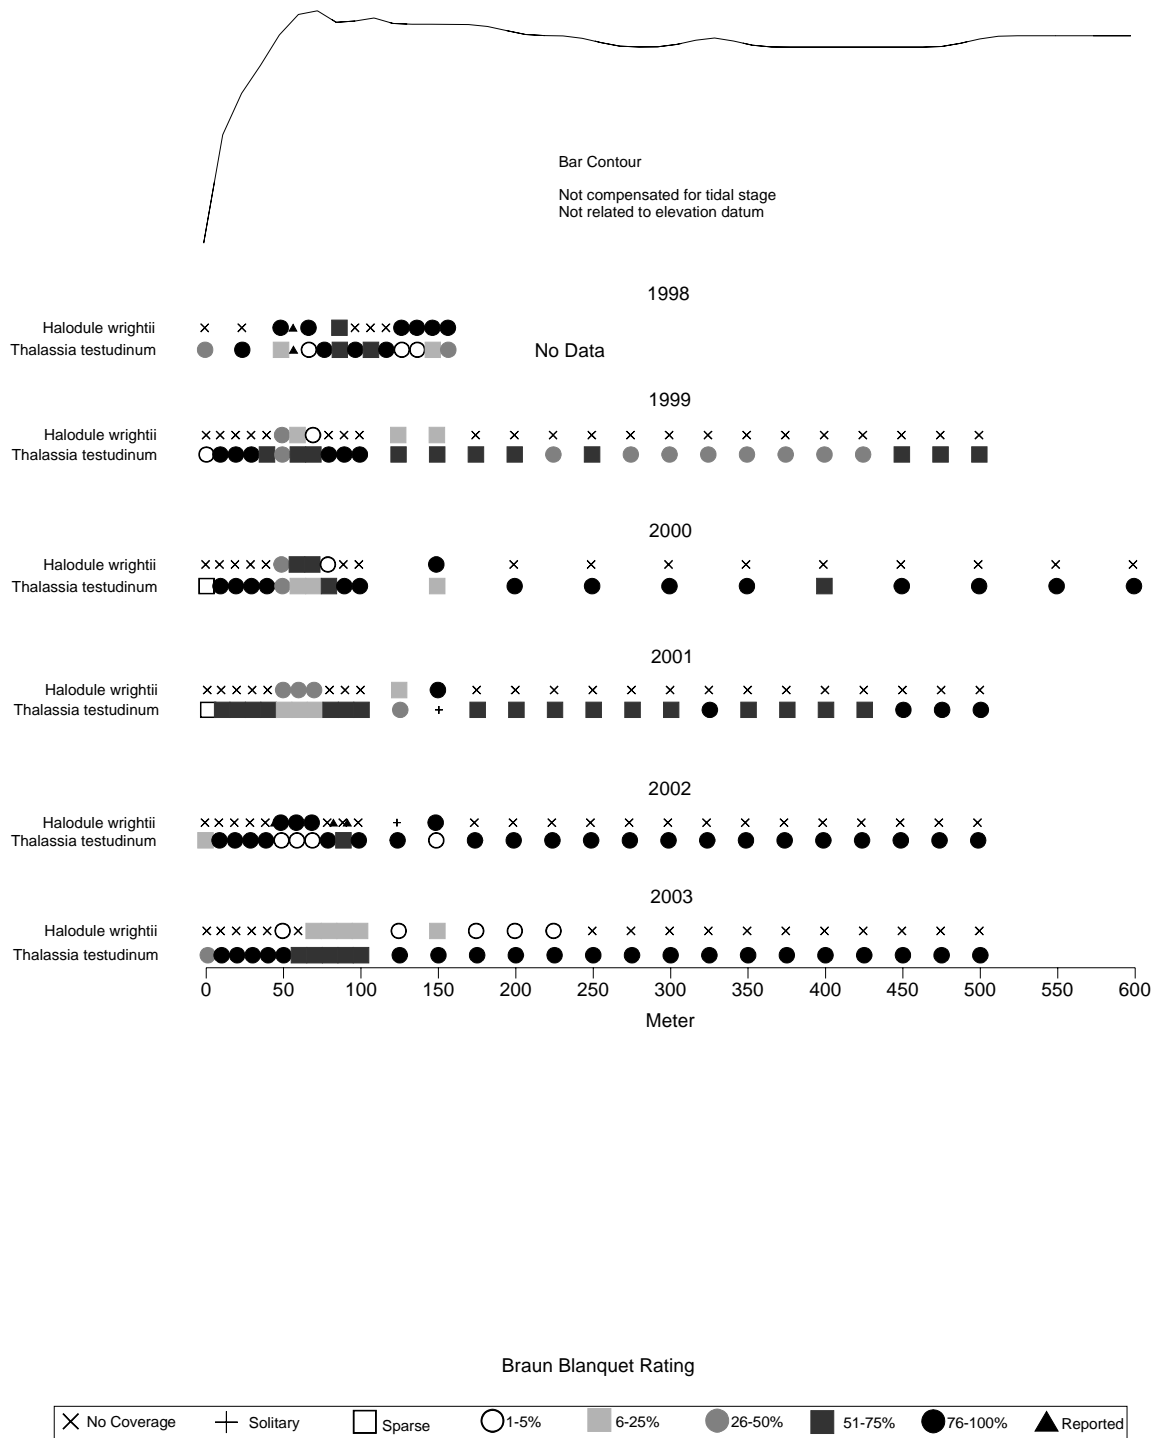 Bar Contour
Not compensated for tidal stage
Not related to elevation datum
1998
Halodule wrightii
Thalassia testudinum
No Data
1999
Halodule wrightii
Thalassia testudinum
2000
Halodule wrightii
Thalassia testudinum
2001
Halodule wrightii
Thalassia testudinum
2002
Halodule wrightii
Thalassia testudinum
2003
Halodule wrightii
Thalassia testudinum
0 50 100 150 200 250 300 350 400 450 500 550 600
Meter
Braun Blanquet Rating
No Coverage Solitary Sparse 1-5% 6-25% 26-50% 51-75% 76-100% Reported